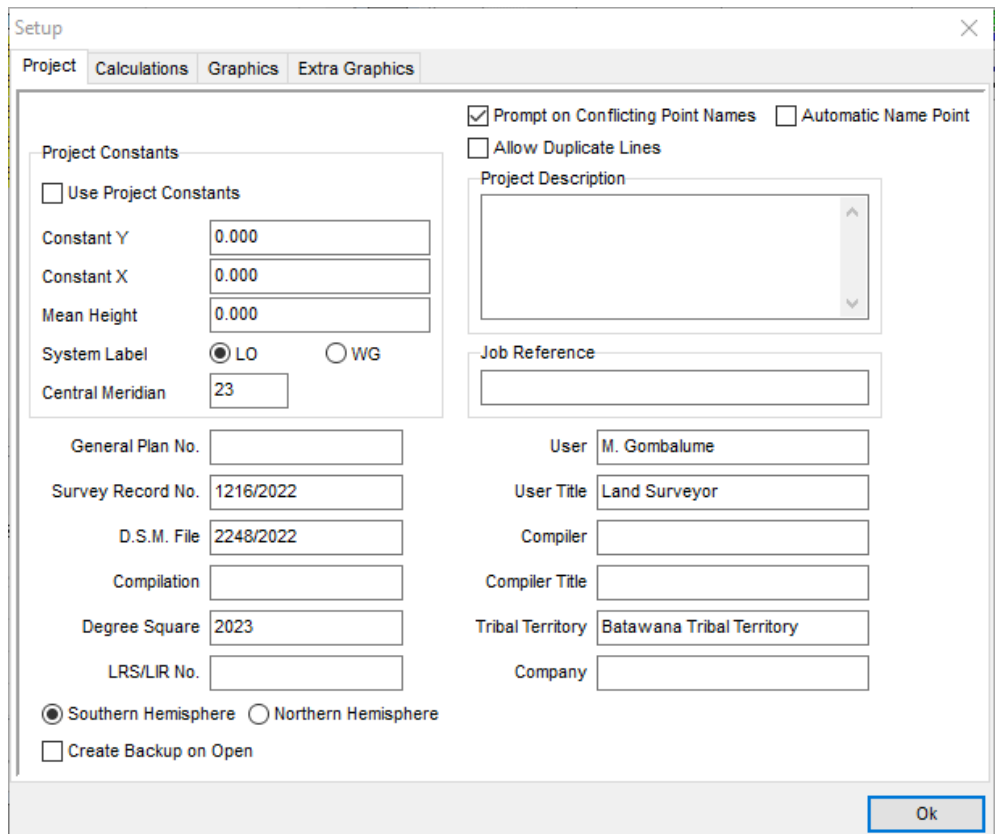 Setup
Project Calculations Graphics Extra Graphics
Prompt on Conflicting Point Names Automatic Name Point
Allow Duplicate Lines
Project Constants
Use Project Constants
Constant Y 0.000
Constant X 0.000
Mean Height 0.000
System Label LO WG
Central Meridian 23
Project Description
Job Reference
General Plan No.
Survey Record No. 1216/2022
D.S.M. File 2248/2022
Compilation
Degree Square 2023
LRS/LIR No.
User M. Gombalume
User Title Land Surveyor
Compiler
Compiler Title
Tribal Territory Batawana Tribal Territory
Company
Southern Hemisphere Northern Hemisphere
Create Backup on Open
Ok